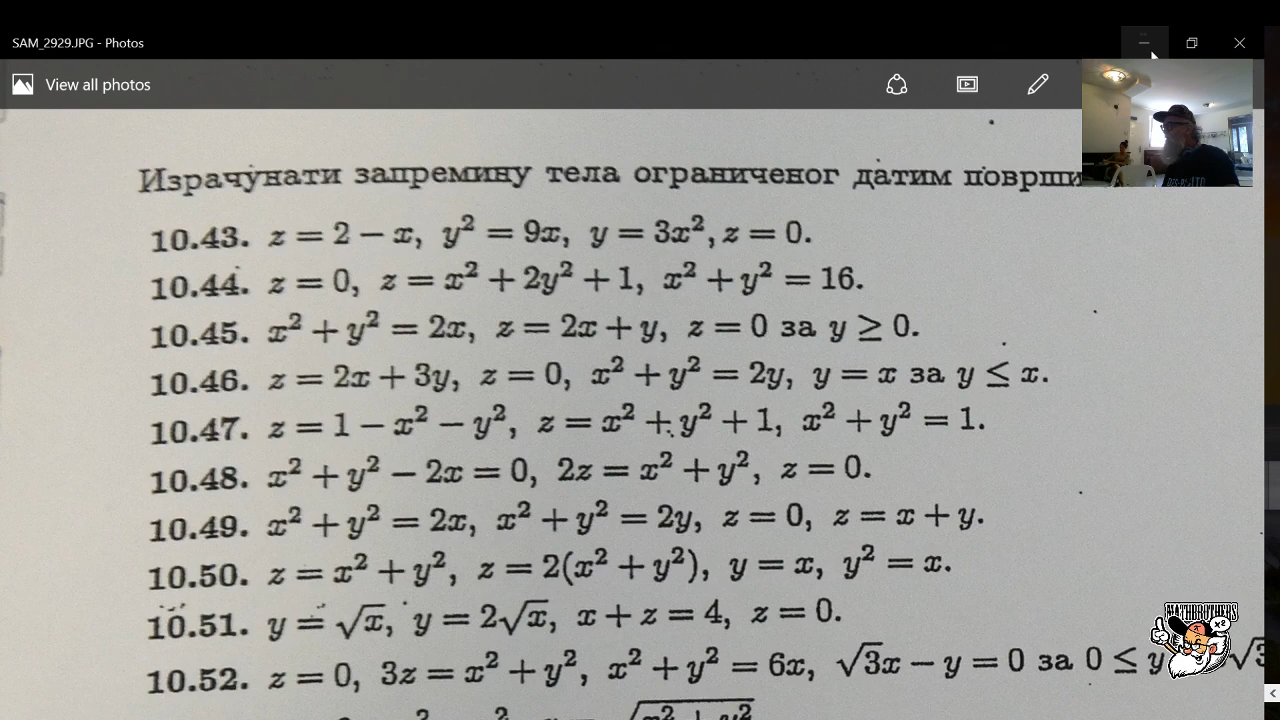 SAM_2929.JPG - Photos
View all photos
Израчунати запремину тела ограниченог датим
10.43. z = 2 − x, y² = 9x, y = 3x², z = 0.
10.44. z = 0, z = x² + 2y² + 1, x² + y² = 16.
10.45. x² + y² = 2x, z = 2x + y, z = 0 за y ≥ 0.
10.46. z = 2x + 3y, z = 0, x² + y² = 2y, y = x за y ≤ x.
10.47. z = 1 − x² − y², z = x² + y² + 1, x² + y² = 1.
10.48. x² + y² − 2x = 0, 2z = x² + y², z = 0.
10.49. x² + y² = 2x, x² + y² = 2y, z = 0, z = x + y.
10.50. z = x² + y², z = 2(x² + y²), y = x, y² = x.
10.51. y = √x, y = 2√x, x + z = 4, z = 0.
10.52. z = 0, 3z = x² + y², x² + y² = 6x, √3x − y = 0 за 0 ≤ y
MATHBROTHERS
x²